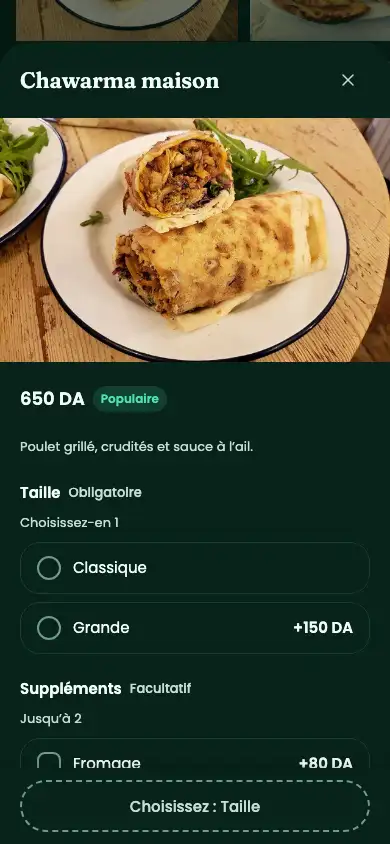 Chawarma maison
650 DA Populaire
Poulet grillé, crudités et sauce à l'ail.
Taille Obligatoire
Choisissez-en 1
Classique
Grande +150 DA
Suppléments Facultatif
Jusqu'à 2
Fromage +80 DA
Choisissez : Taille